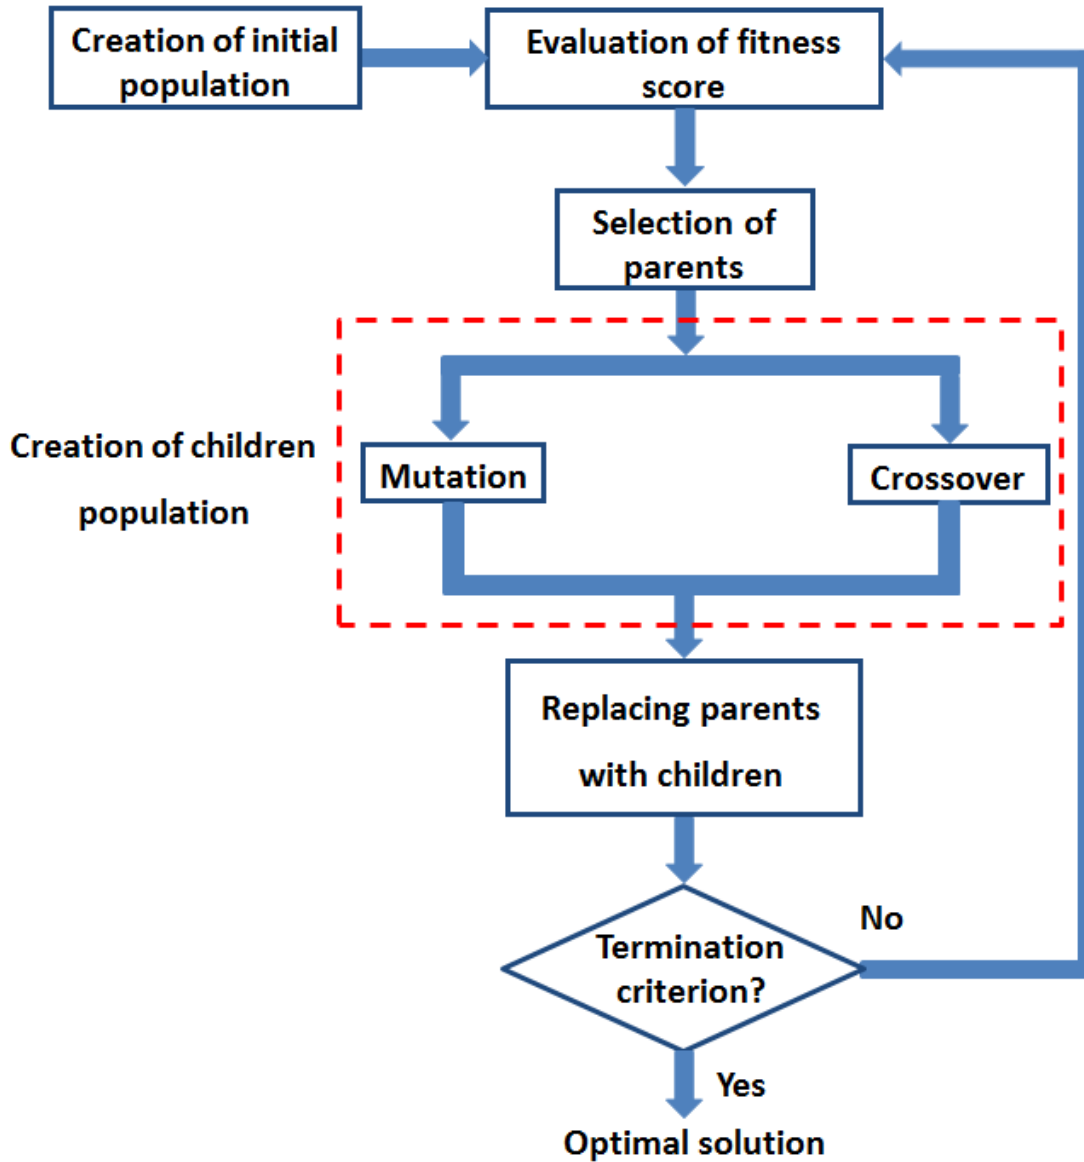 Creation of initial
population
Evaluation of fitness
score
Selection of
parents
Creation of children
population
Mutation
Crossover
Replacing parents
with children
Termination
criterion?
No
Yes
Optimal solution